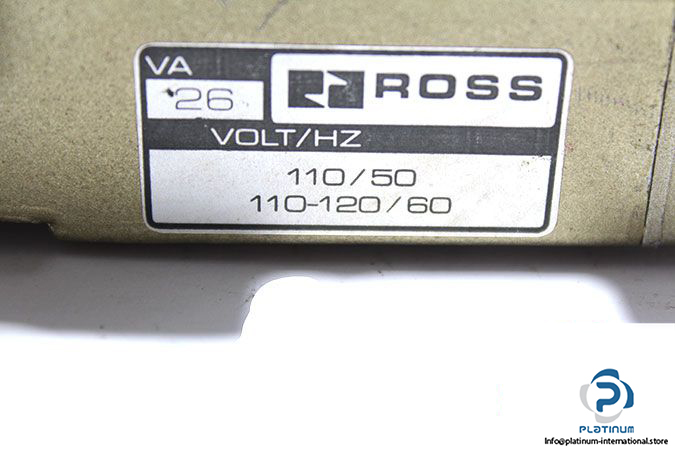 VA
26
ROSS
VOLT/HZ
110/50
110-120/60
PLATINUM
Info@platinum-international.store